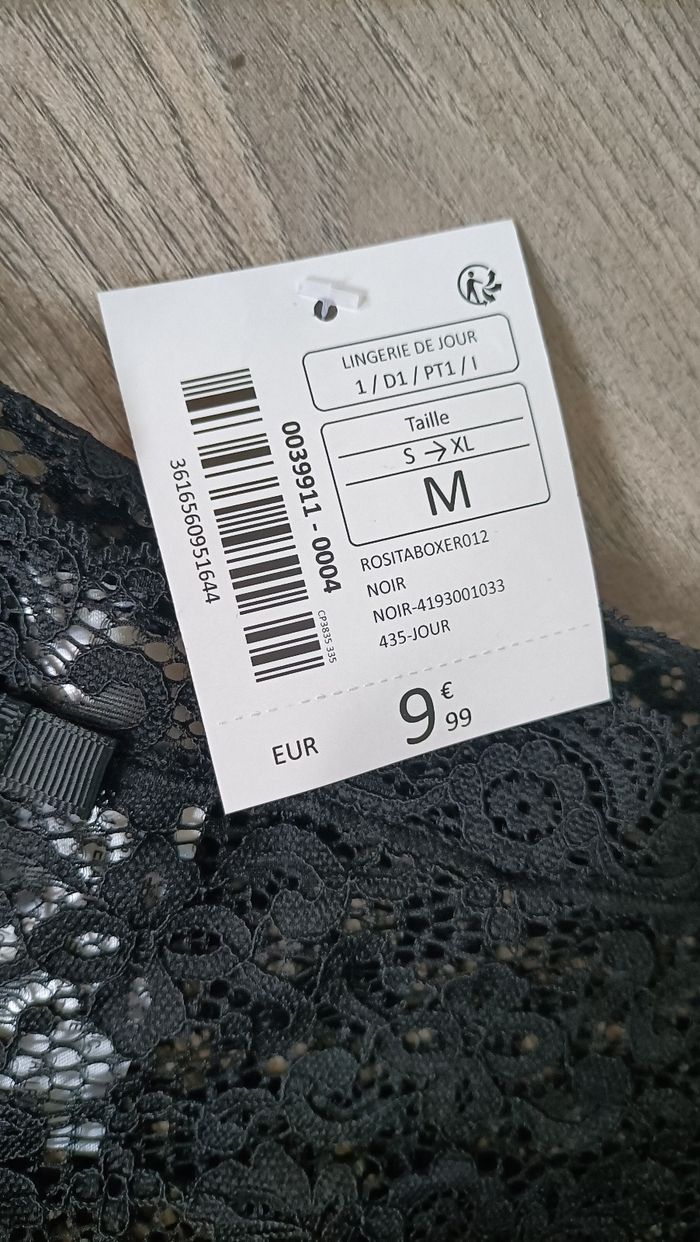 LINGERIE DE JOUR
1 / D1 / PT1 / I
Taille
S → XL
M
ROSITABOXER012
NOIR
NOIR-4193001033
435-JOUR
3616560951644
0039911 - 0004
CP3835 335
EUR
9 € 99